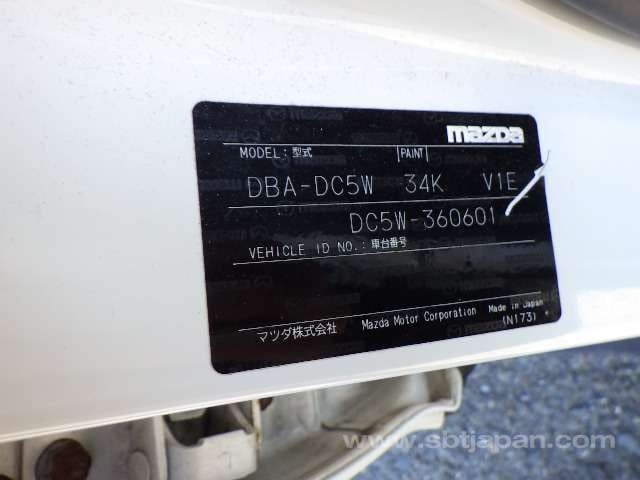 mazda
MODEL:型式 PAINT
DBA-DC5W 34K V1E
DC5W-360601
VEHICLE ID NO.:車台番号
マツダ株式会社 Mazda Motor Corporation Made in Japan
(N173)
www.sbtjapan.com